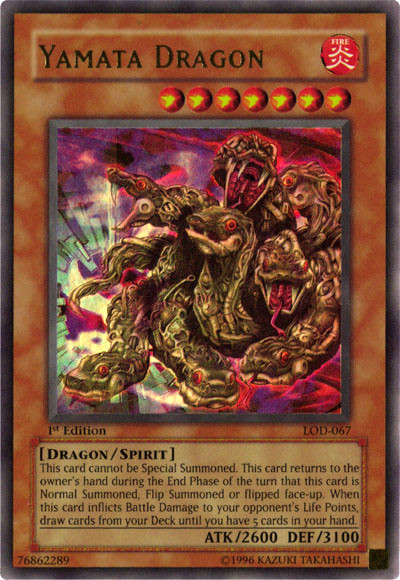 YAMATA DRAGON
FIRE
炎
1st Edition
LOD-067
[DRAGON/SPIRIT]
This card cannot be Special Summoned. This card returns to the
owner's hand during the End Phase of the turn that this card is
Normal Summoned, Flip Summoned or flipped face-up. When
this card inflicts Battle Damage to your opponent's Life Points,
draw cards from your Deck until you have 5 cards in your hand.
ATK/2600 DEF/3100
76862289
©1996 KAZUKI TAKAHASHI